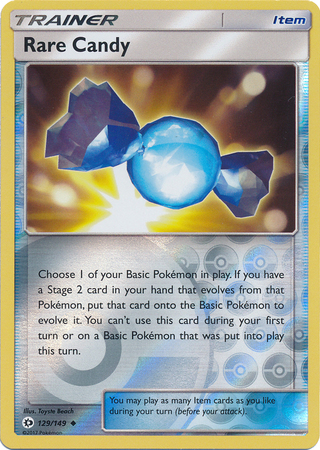 TRAINER
Item
Rare Candy
Choose 1 of your Basic Pokémon in play. If you have
a Stage 2 card in your hand that evolves from that
Pokémon, put that card onto the Basic Pokémon to
evolve it. You can't use this card during your first
turn or on a Basic Pokémon that was put into play
this turn.
Illus. Toyste Beach
129/149
©2017 Pokémon
You may play as many Item cards as you like
during your turn (before your attack).